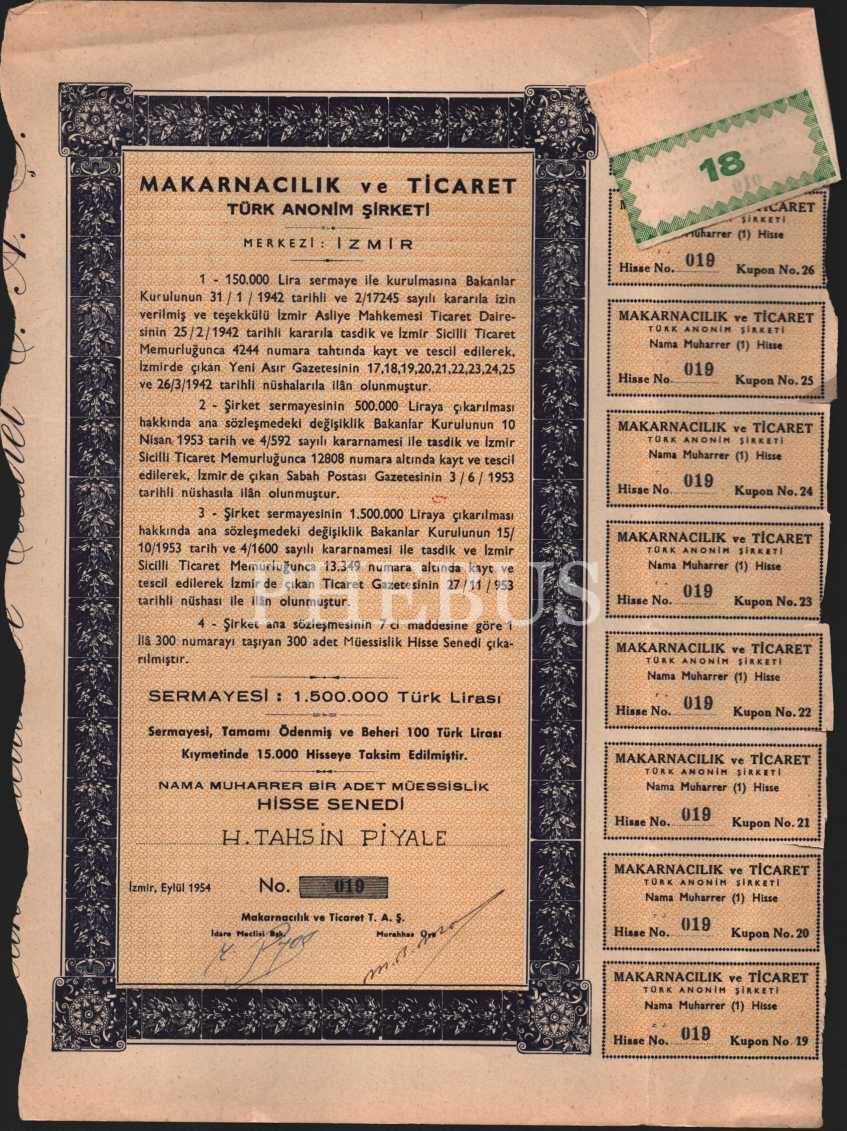 MAKARNACILIK ve TİCARET
TÜRK ANONİM ŞİRKETİ
MERKEZİ: İZMİR
1 - 150.000 Lira sermaye ile kurulmasına Bakanlar
Kurulunun 31 / 1 / 1942 tarihli ve 2/17245 sayılı kararıla izin
verilmiş ve teşekkülü İzmir Asliye Mahkemesi Ticaret Daire-
sinin 25/2/1942 tarihli kararıla tasdik ve İzmir Sicilli Ticaret
Memurluğunca 4244 numara tahtında kayt ve tescil edilerek,
İzmirde çıkan Yeni Asır Gazetesinin 17,18,19,20,21,22,23,24,25
ve 26/3/1942 tarihli nüshalarıla ilân olunmuştur.
2 - Şirket sermayesinin 500.000 Liraya çıkarılması
hakkında ana sözleşmedeki değişiklik Bakanlar Kurulunun 10
Nisan 1953 tarih ve 4/592 sayılı kararnamesi ile tasdik ve İzmir
Sicilli Ticaret Memurluğunca 12808 numara altında kayt ve tescil
edilerek, İzmir de çıkan Sabah Postası Gazetesinin 3 / 6 / 1953
tarihli nüshasıla ilân olunmuştur.
3 - Şirket sermayesinin 1.500.000 Liraya çıkarılması
hakkında ana sözleşmedeki değişiklik Bakanlar Kurulunun 15/
10/1953 tarih ve 4/1600 sayılı kararnamesi ile tasdik ve İzmir
Sicilli Ticaret Memurluğunca 13.349 numara altında kayt ve
tescil edilerek İzmir de çıkan Ticaret Gazetesinin 27/11/953
tarihli nüshası ile ilân olunmuştur.
4 - Şirket ana sözleşmesinin 7 ci maddesine göre 1
ilâ 300 numarayı taşıyan 300 adet Müessislik Hisse Senedi çıka-
rılmıştır.
SERMAYESİ : 1.500.000 Türk Lirası
Sermayesi, Tamamı Ödenmiş ve Beheri 100 Türk Lirası
Kıymetinde 15.000 Hisseye Taksim Edilmiştir.
NAMA MUHARRER BİR ADET MÜESSİSLİK
HİSSE SENEDİ
H. TAHSİN PİYALE
İzmir, Eylül 1954 No. 019
Makarnacılık ve Ticaret T. A. Ş.
İdare Meclisi Bşk. Murahhas Üye
PHEBUS
18
CARET
ŞİRKETİ
Muharrer (1) Hisse
Hisse No. 019 Kupon No. 26
MAKARNACILIK ve TİCARET
TÜRK ANONİM ŞİRKETİ
Nama Muharrer (1) Hisse
Hisse No. 019 Kupon No. 25
MAKARNACILIK ve TİCARET
TÜRK ANONİM ŞİRKETİ
Nama Muharrer (1) Hisse
Hisse No. 019 Kupon No. 24
MAKARNACILIK ve TİCARET
TÜRK ANONİM ŞİRKETİ
Nama Muharrer (1) Hisse
Hisse No. 019 Kupon No. 23
MAKARNACILIK ve TİCARET
TÜRK ANONİM ŞİRKETİ
Nama Muharrer (1) Hisse
Hisse No. 019 Kupon No. 22
MAKARNACILIK ve TİCARET
TÜRK ANONİM ŞİRKETİ
Nama Muharrer (1) Hisse
Hisse No. 019 Kupon No. 21
MAKARNACILIK ve TİCARET
TÜRK ANONİM ŞİRKETİ
Nama Muharrer (1) Hisse
Hisse No. 019 Kupon No. 20
MAKARNACILIK ve TİCARET
TÜRK ANONİM ŞİRKETİ
Nama Muharrer (1) Hisse
Hisse No. 019 Kupon No. 19